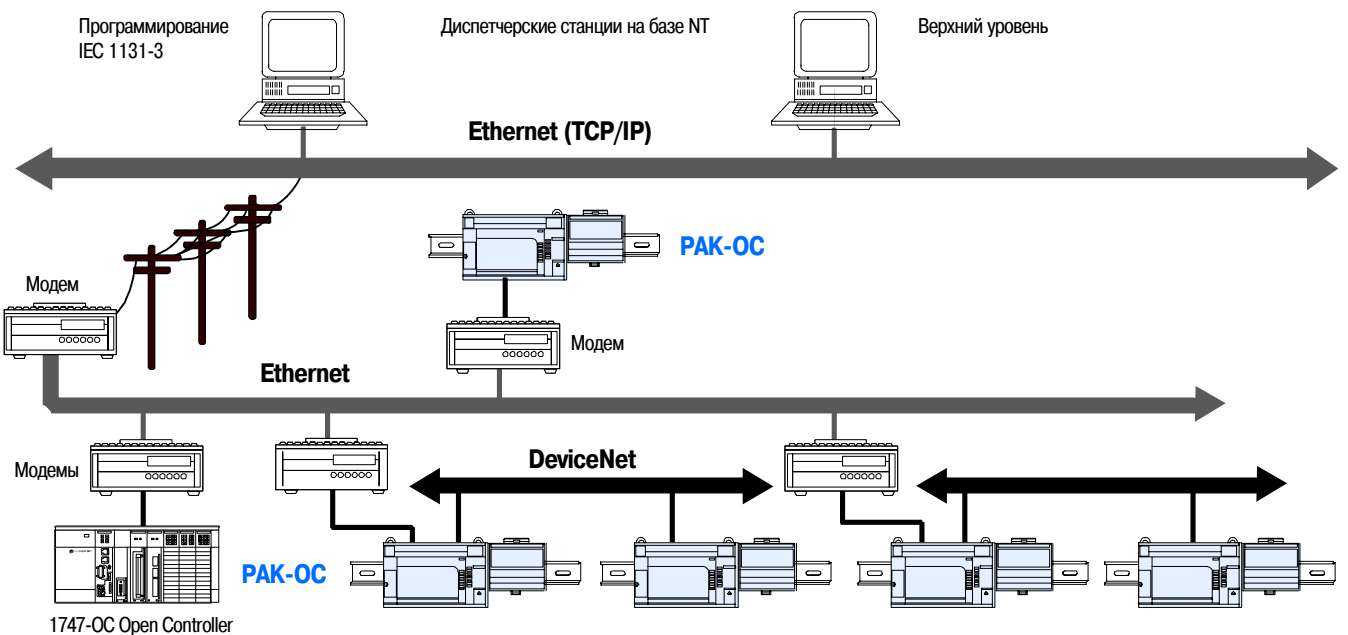 Программирование
IEC 1131-3
Диспетчерские станции на базе NT
Верхний уровень
Ethernet (TCP/IP)
PAK-OC
Модем
Модем
Ethernet
Модемы
DeviceNet
PAK-OC
1747-OC Open Controller